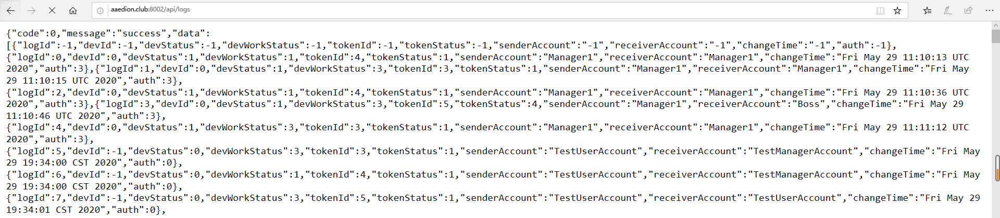 aaedion.club:8002/api/logs
{"code":0,"message":"success","data":
[{"logId":-1,"devId":-1,"devStatus":-1,"devWorkStatus":-1,"tokenId":-1,"tokenStatus":-1,"senderAccount":"-1","receiverAccount":"-1","changeTime":"-1","auth":-1},
{"logId":0,"devId":0,"devStatus":1,"devWorkStatus":1,"tokenId":4,"tokenStatus":1,"senderAccount":"Manager1","receiverAccount":"Manager1","changeTime":"Fri May 29 11:10:13 UTC
2020","auth":3},{"logId":1,"devId":0,"devStatus":1,"devWorkStatus":3,"tokenId":3,"tokenStatus":1,"senderAccount":"Manager1","receiverAccount":"Manager1","changeTime":"Fri May
29 11:10:15 UTC 2020","auth":3},
{"logId":2,"devId":0,"devStatus":1,"devWorkStatus":1,"tokenId":4,"tokenStatus":1,"senderAccount":"Manager1","receiverAccount":"Manager1","changeTime":"Fri May 29 11:10:36 UTC
2020","auth":3},{"logId":3,"devId":0,"devStatus":1,"devWorkStatus":3,"tokenId":5,"tokenStatus":4,"senderAccount":"Manager1","receiverAccount":"Boss","changeTime":"Fri May 29
11:10:46 UTC 2020","auth":3},
{"logId":4,"devId":0,"devStatus":1,"devWorkStatus":3,"tokenId":3,"tokenStatus":1,"senderAccount":"Manager1","receiverAccount":"Manager1","changeTime":"Fri May 29 11:11:12 UTC
2020","auth":3},
{"logId":5,"devId":-1,"devStatus":0,"devWorkStatus":3,"tokenId":3,"tokenStatus":1,"senderAccount":"TestUserAccount","receiverAccount":"TestManagerAccount","changeTime":"Fri May
29 19:34:00 CST 2020","auth":0},
{"logId":6,"devId":-1,"devStatus":0,"devWorkStatus":1,"tokenId":4,"tokenStatus":1,"senderAccount":"TestUserAccount","receiverAccount":"TestManagerAccount","changeTime":"Fri May
29 19:34:00 CST 2020","auth":0},
{"logId":7,"devId":-1,"devStatus":0,"devWorkStatus":3,"tokenId":5,"tokenStatus":1,"senderAccount":"TestUserAccount","receiverAccount":"TestUserAccount","changeTime":"Fri May 29
19:34:01 CST 2020","auth":0},